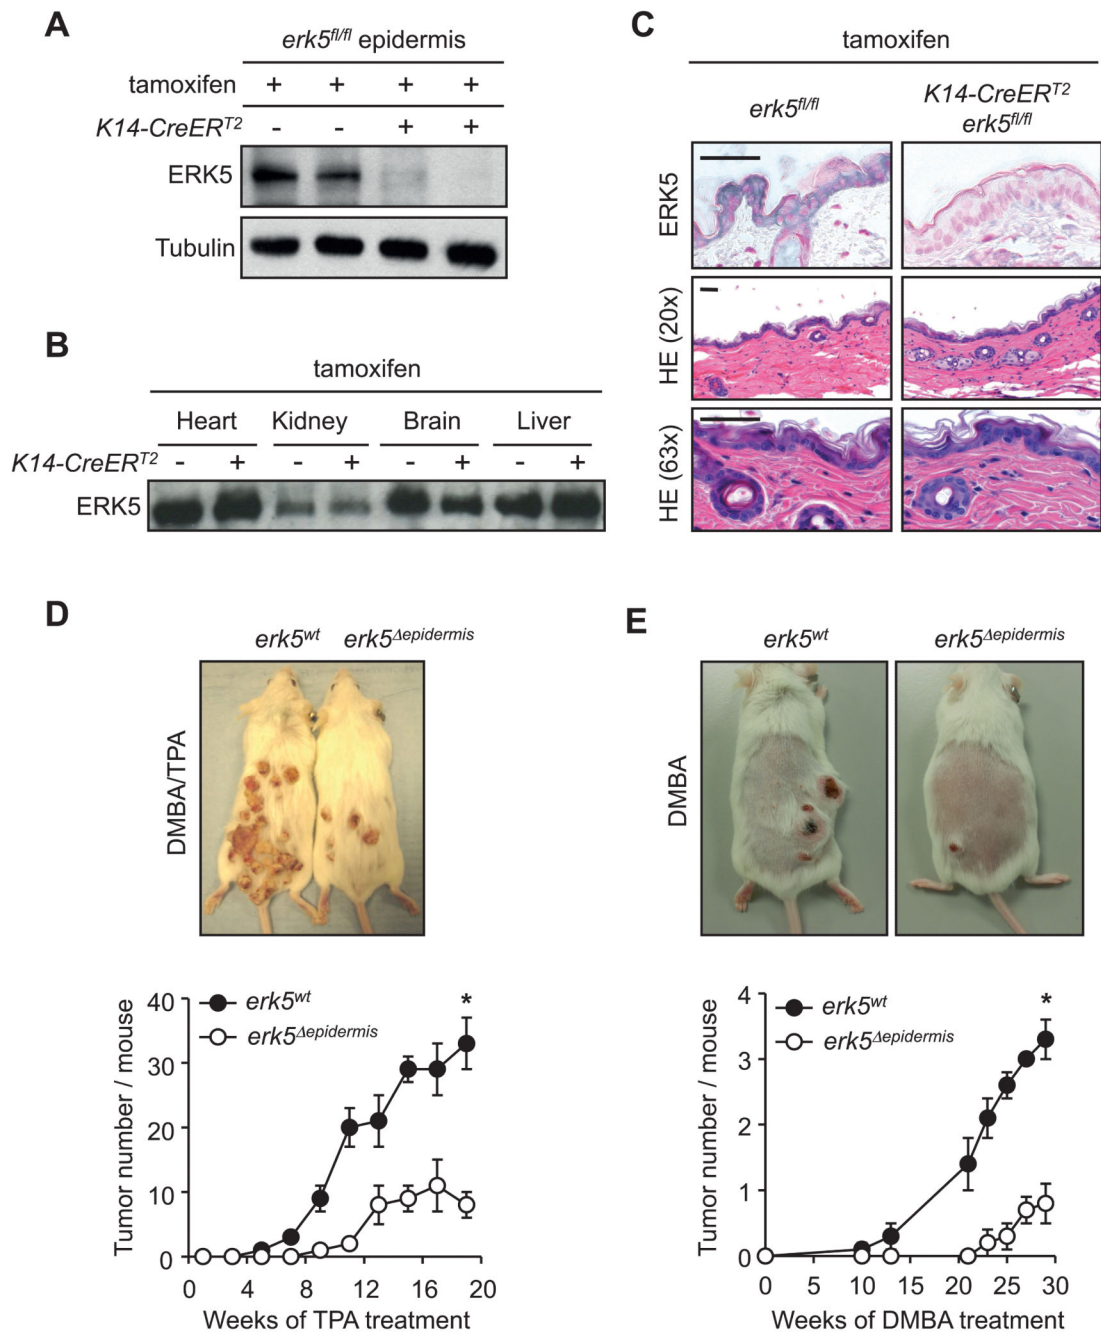 A
erk5fl/fl epidermis
tamoxifen + + + +
K14-CreERT2 - - + +
ERK5
Tubulin
B
tamoxifen
Heart Kidney Brain Liver
K14-CreERT2 - + - + - + - +
ERK5
C
tamoxifen
erk5fl/fl
K14-CreERT2
erk5fl/fl
ERK5
HE (20x)
HE (63x)
D
erk5wt erk5Δepidermis
DMBA/TPA
40
30
20
10
0
Tumor number / mouse
erk5wt
erk5Δepidermis
*
0 4 8 12 16 20
Weeks of TPA treatment
E
erk5wt erk5Δepidermis
DMBA
4
3
2
1
0
Tumor number / mouse
erk5wt
erk5Δepidermis
*
0 5 10 15 20 25 30
Weeks of DMBA treatment